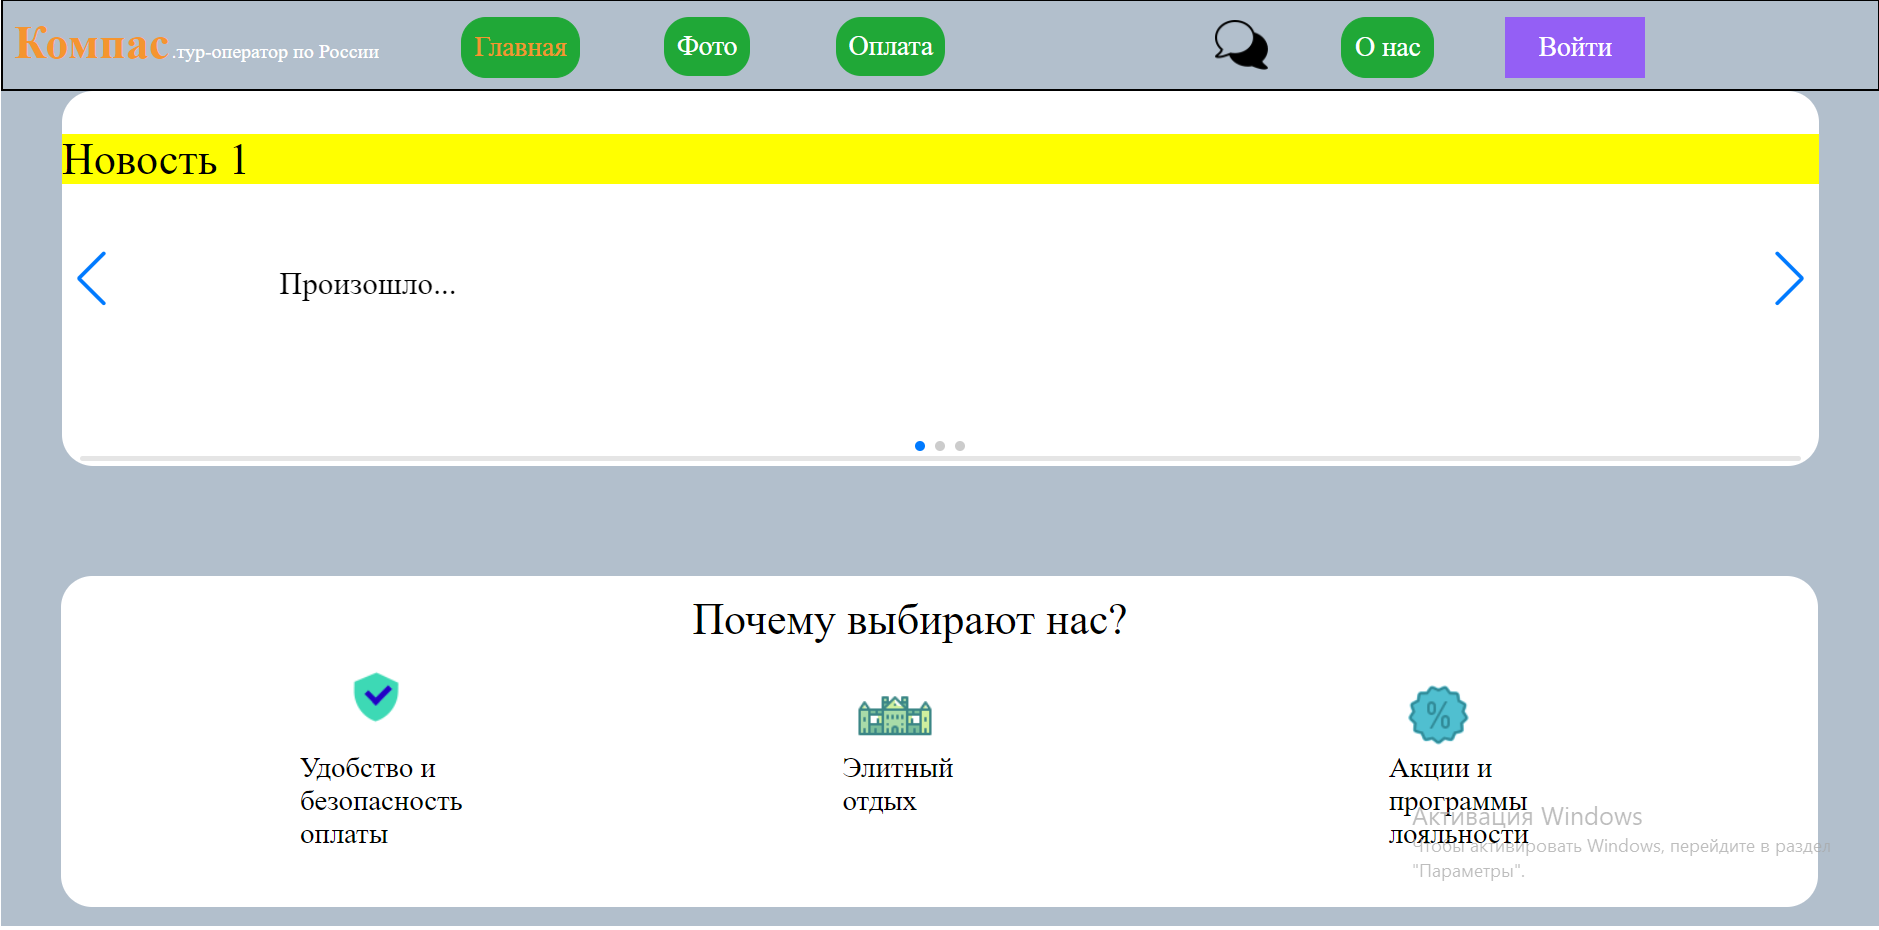 Компас .тур-оператор по России Главная Фото Оплата О нас Войти
Новость 1
Произошло...
Почему выбирают нас?
Удобство и
безопасность
оплаты
Элитный
отдых
%
Акции и
программы
лояльности
Активация Windows
Чтобы активировать Windows, перейдите в раздел
"Параметры".